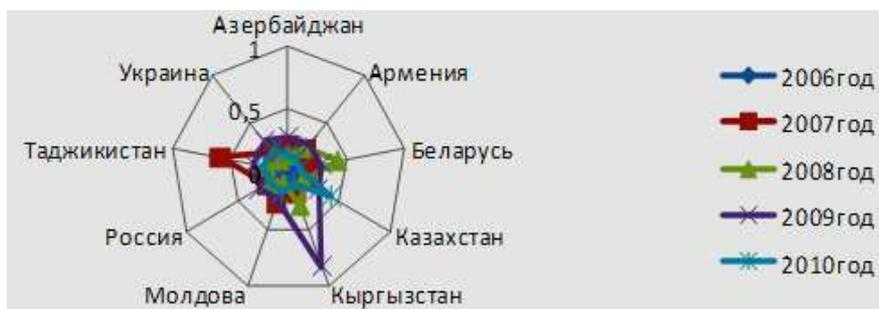 Азербайджан
1
Украина
Армения
0,5
Таджикистан
Беларусь
0
Россия
Казахстан
Молдова
Кыргызстан
2006год
2007год
2008год
2009год
2010год